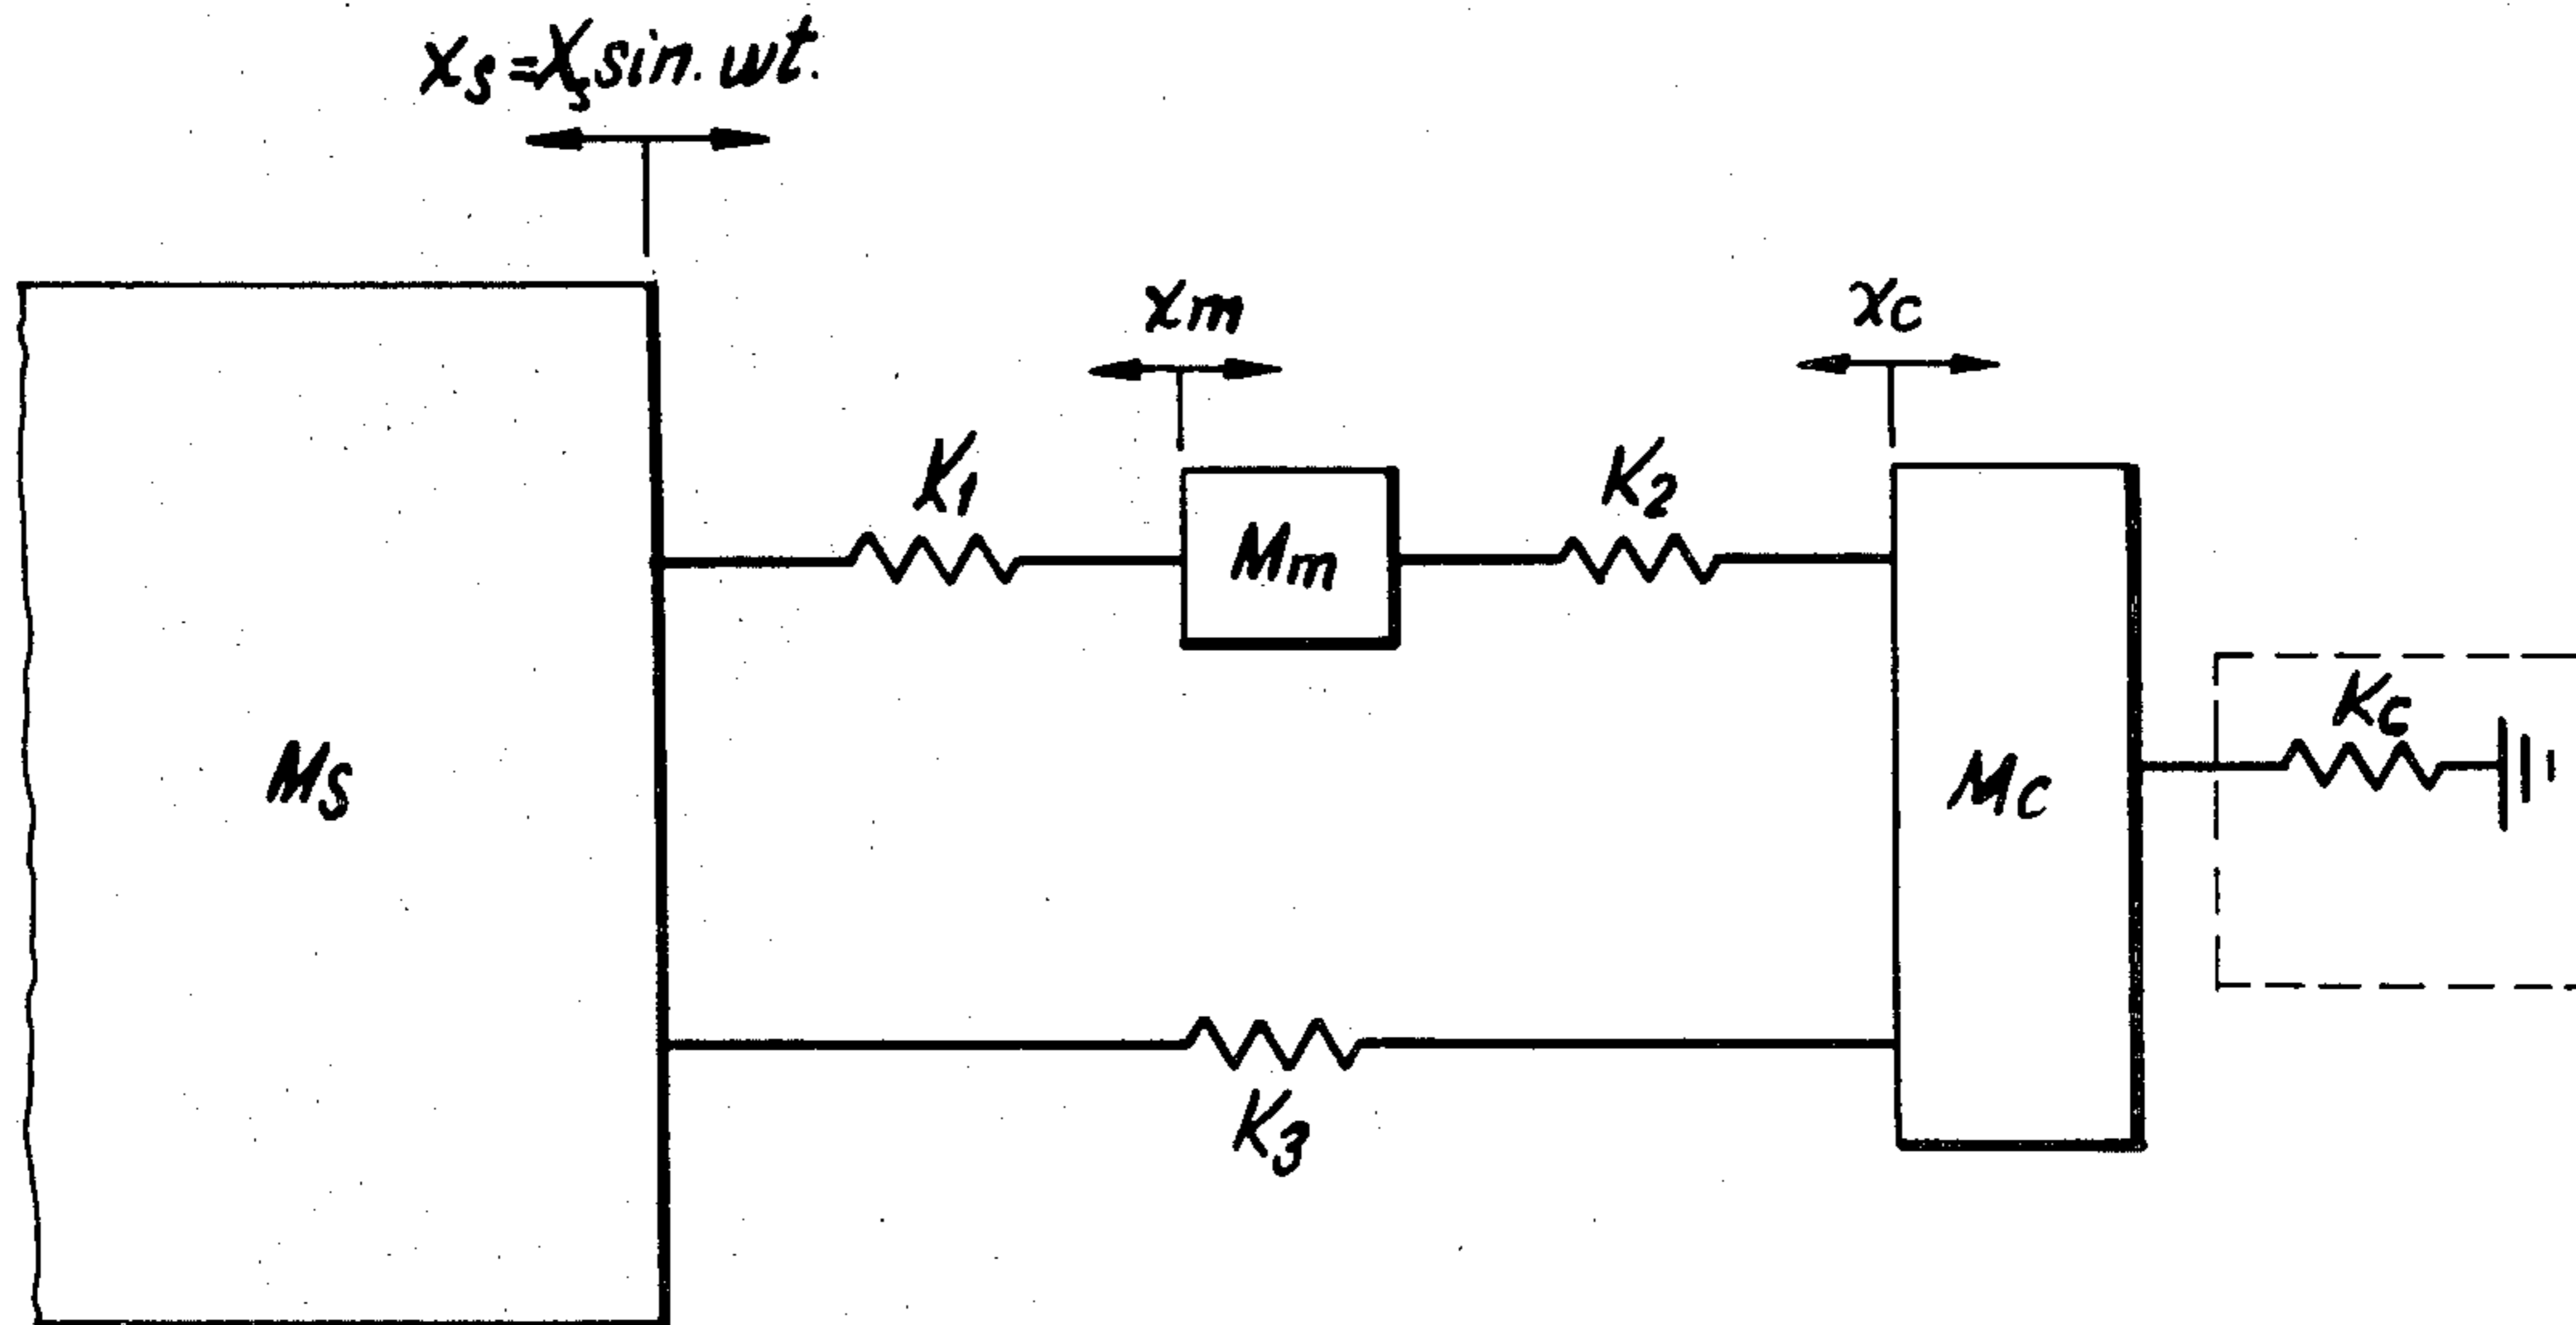 xs = Xs sin. wt.
xm
xc
K1
K2
Mm
Kc
Ms
Mc
K3